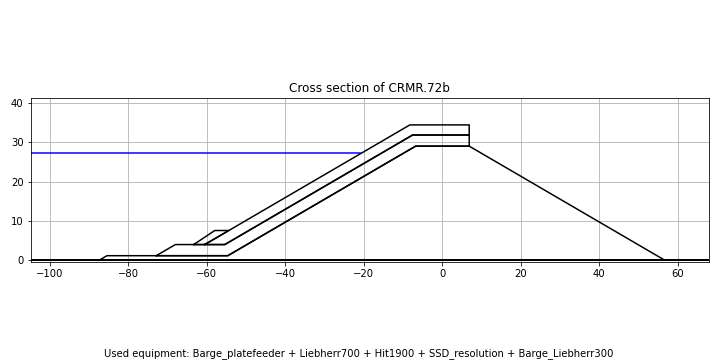 Cross section of CRMR.72b
40
30
20
10
0
−100 −80 −60 −40 −20 0 20 40 60
Used equipment: Barge_platefeeder + Liebherr700 + Hit1900 + SSD_resolution + Barge_Liebherr300